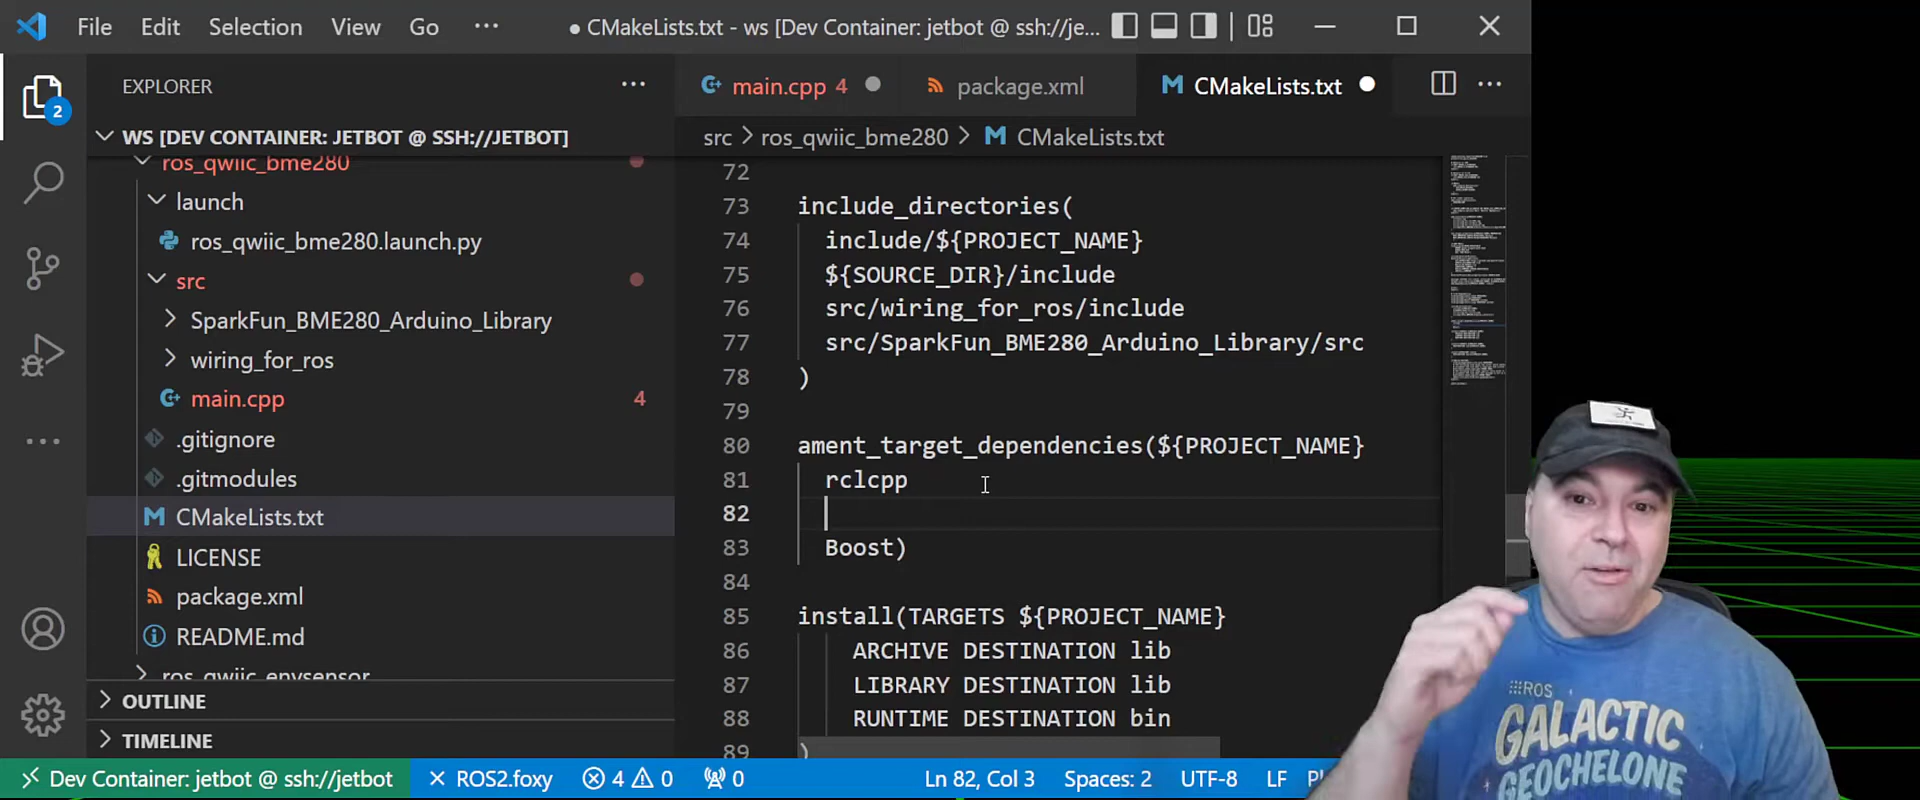 File Edit Selection View Go ··· ● CMakeLists.txt - ws [Dev Container: jetbot @ ssh://je...
EXPLORER
main.cpp 4
package.xml
CMakeLists.txt
WS [DEV CONTAINER: JETBOT @ SSH://JETBOT]
src > ros_qwiic_bme280 > CMakeLists.txt
ros_qwiic_bme280
launch
ros_qwiic_bme280.launch.py
src
SparkFun_BME280_Arduino_Library
wiring_for_ros
main.cpp 4
.gitignore
.gitmodules
CMakeLists.txt
LICENSE
package.xml
README.md
ros_qwiic_envsensor
OUTLINE
TIMELINE
2
72
73 include_directories(
74 include/${PROJECT_NAME}
75 ${SOURCE_DIR}/include
76 src/wiring_for_ros/include
77 src/SparkFun_BME280_Arduino_Library/src
78 )
79
80 ament_target_dependencies(${PROJECT_NAME}
81 rclcpp
82
83 Boost)
84
85 install(TARGETS ${PROJECT_NAME}
86 ARCHIVE DESTINATION lib
87 LIBRARY DESTINATION lib
88 RUNTIME DESTINATION bin
89 )
Dev Container: jetbot @ ssh://jetbot ROS2.foxy 4 0 0 Ln 82, Col 3 Spaces: 2 UTF-8 LF
ROS
GALACTIC
GEOCHELONE